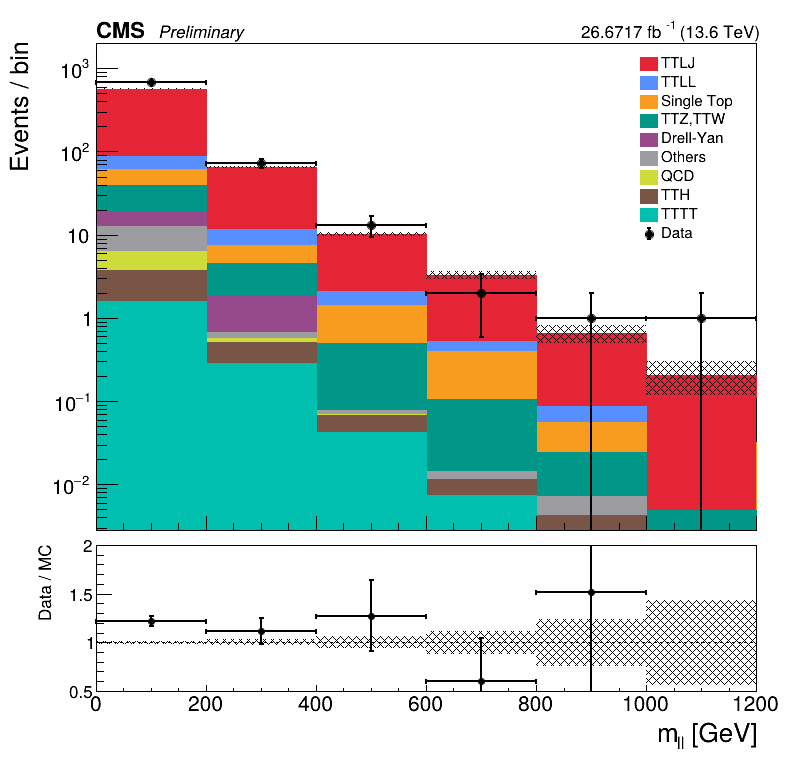 CMS Preliminary 26.6717 fb⁻¹ (13.6 TeV)
Events / bin
10³
10²
10
1
10⁻¹
10⁻²
TTLJ
TTLL
Single Top
TTZ,TTW
Drell-Yan
Others
QCD
TTH
TTTT
Data
Data / MC
2
1.5
1
0.5
0 200 400 600 800 1000 1200
m_ll [GeV]